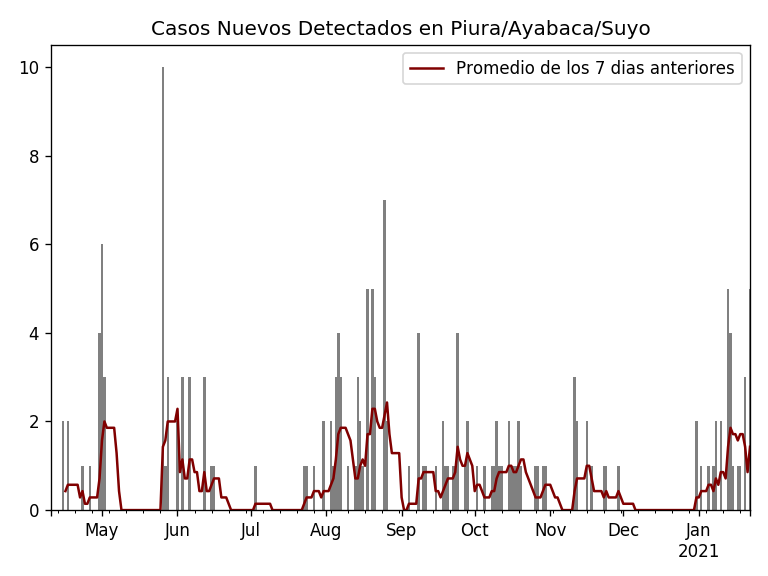 Casos Nuevos Detectados en Piura/Ayabaca/Suyo
Promedio de los 7 dias anteriores
10
8
6
4
2
0
May Jun Jul Aug Sep Oct Nov Dec Jan
2021